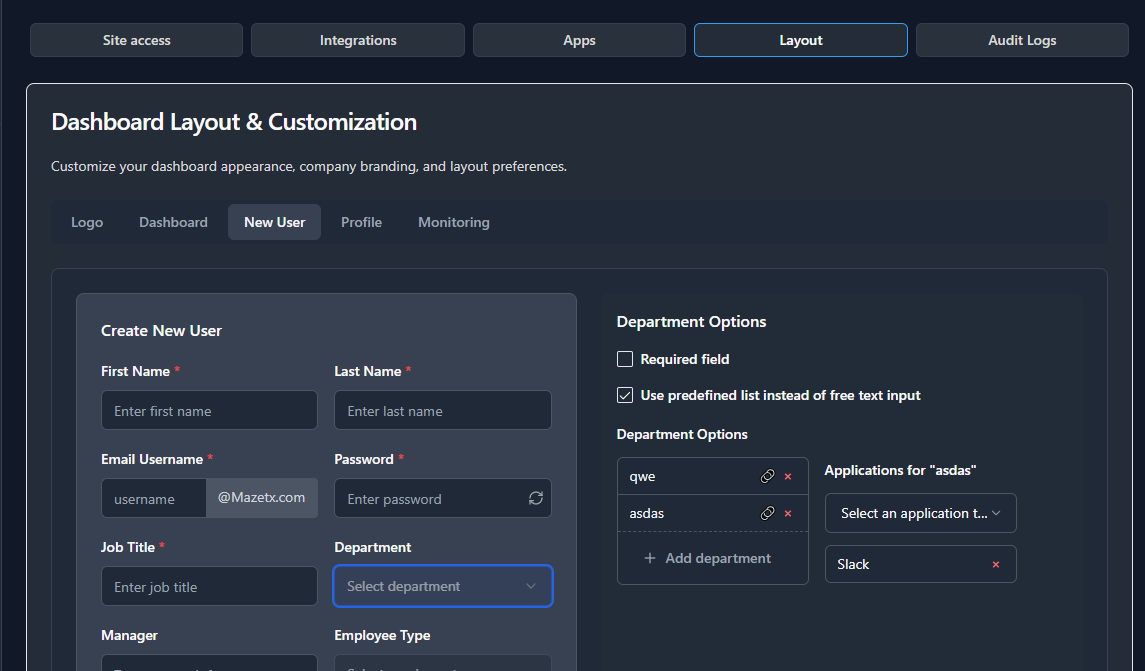 Site access
Integrations
Apps
Layout
Audit Logs
Dashboard Layout & Customization
Customize your dashboard appearance, company branding, and layout preferences.
Logo
Dashboard
New User
Profile
Monitoring
Create New User
First Name *
Last Name *
Enter first name
Enter last name
Email Username *
Password *
username
@Mazetx.com
Enter password
Job Title *
Department
Enter job title
Select department
Manager
Employee Type
Department Options
Required field
Use predefined list instead of free text input
Department Options
qwe
asdas
+ Add department
Applications for "asdas"
Select an application t...
Slack